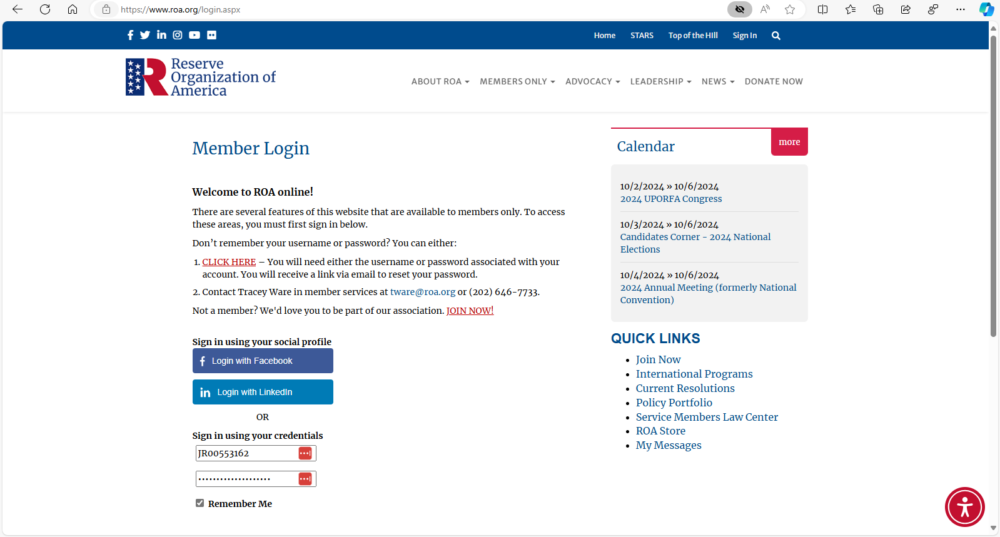 https://www.roa.org/login.aspx
Home STARS Top of the HIll Sign In
Reserve
Organization of
America
ABOUT ROA MEMBERS ONLY ADVOCACY LEADERSHIP NEWS DONATE NOW
Member Login
Welcome to ROA online!
There are several features of this website that are available to members only. To access
these areas, you must first sign in below.
Don’t remember your username or password? You can either:
1. CLICK HERE – You will need either the username or password associated with your
account. You will receive a link via email to reset your password.
2. Contact Tracey Ware in member services at tware@roa.org or (202) 646-7733.
Not a member? We'd love you to be part of our association. JOIN NOW!
Sign in using your social profile
Login with Facebook
Login with LinkedIn
OR
Sign in using your credentials
JR00553162
••••••••••••••••••••
Remember Me
Calendar
more
10/2/2024 » 10/6/2024
2024 UPORFA Congress
10/3/2024 » 10/6/2024
Candidates Corner - 2024 National
Elections
10/4/2024 » 10/6/2024
2024 Annual Meeting (formerly National
Convention)
QUICK LINKS
• Join Now
• International Programs
• Current Resolutions
• Policy Portfolio
• Service Members Law Center
• ROA Store
• My Messages